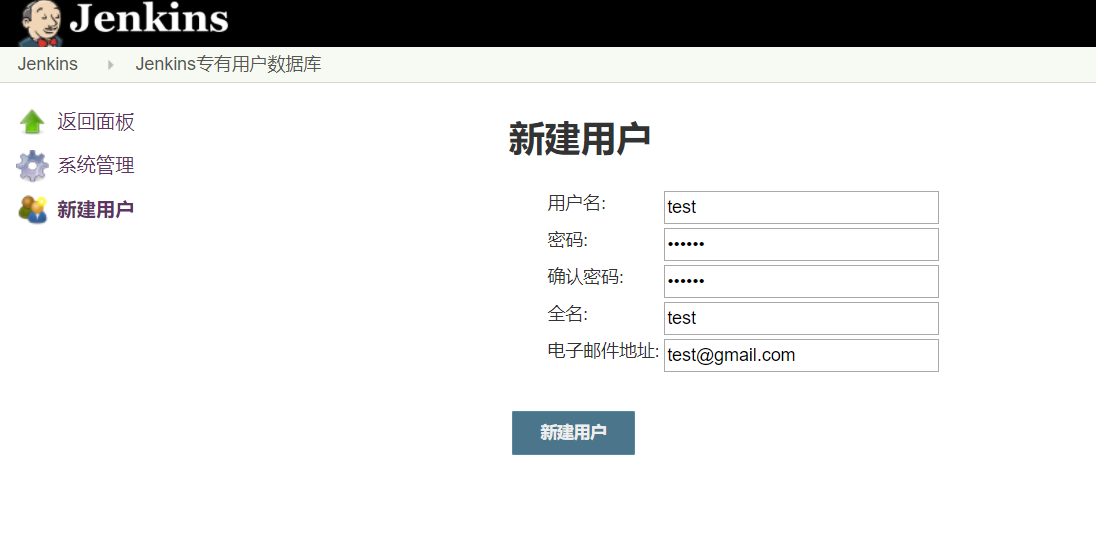 Jenkins
Jenkins Jenkins专有用户数据库
返回面板
系统管理
新建用户
新建用户
用户名: test
密码: ••••••
确认密码: ••••••
全名: test
电子邮件地址: test@gmail.com
新建用户